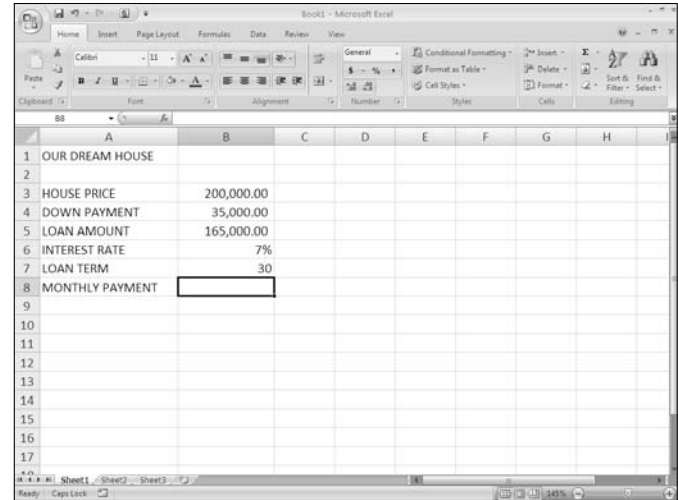 Book1 - Microsoft Excel
Home Insert Page Layout Formulas Data Review View
Calibri 11 A A General Conditional Formatting Insert Σ
Paste $ % , Format as Table Delete Sort & Find &
B I U A Cell Styles Format Filter Select
Clipboard Font Alignment Number Styles Cells Editing
B8 fx
A B C D E F G H I
1 OUR DREAM HOUSE
2
3 HOUSE PRICE 200,000.00
4 DOWN PAYMENT 35,000.00
5 LOAN AMOUNT 165,000.00
6 INTEREST RATE 7%
7 LOAN TERM 30
8 MONTHLY PAYMENT
9
10
11
12
13
14
15
16
17
Sheet1 Sheet2 Sheet3
Ready Caps Lock 145%